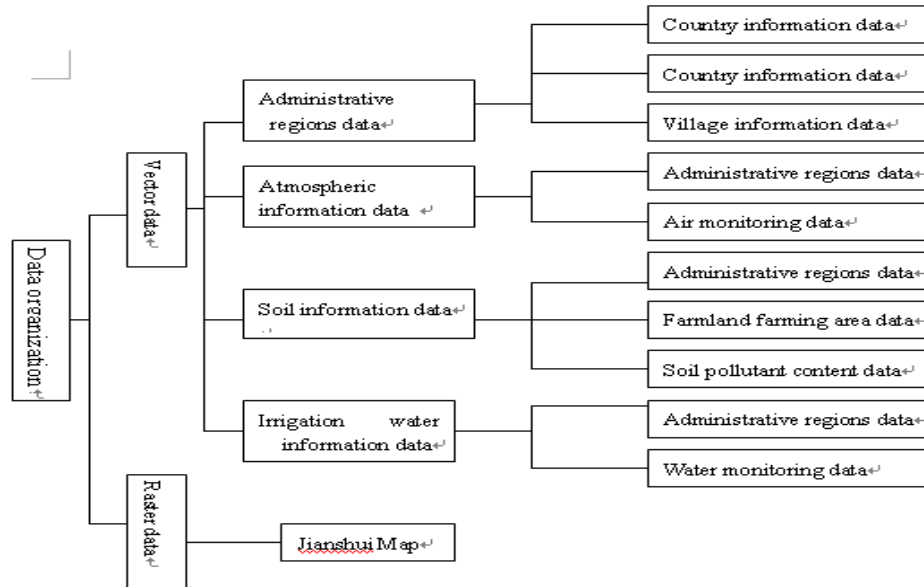 Data organization
Vector data
Raster data
Administrative
regions data
Atmospheric
information data
Soil information data
Irrigation water
information data
Jianshui Map
Country information data
Country information data
Village information data
Administrative regions data
Air monitoring data
Administrative regions data
Farmland farming area data
Soil pollutant content data
Administrative regions data
Water monitoring data